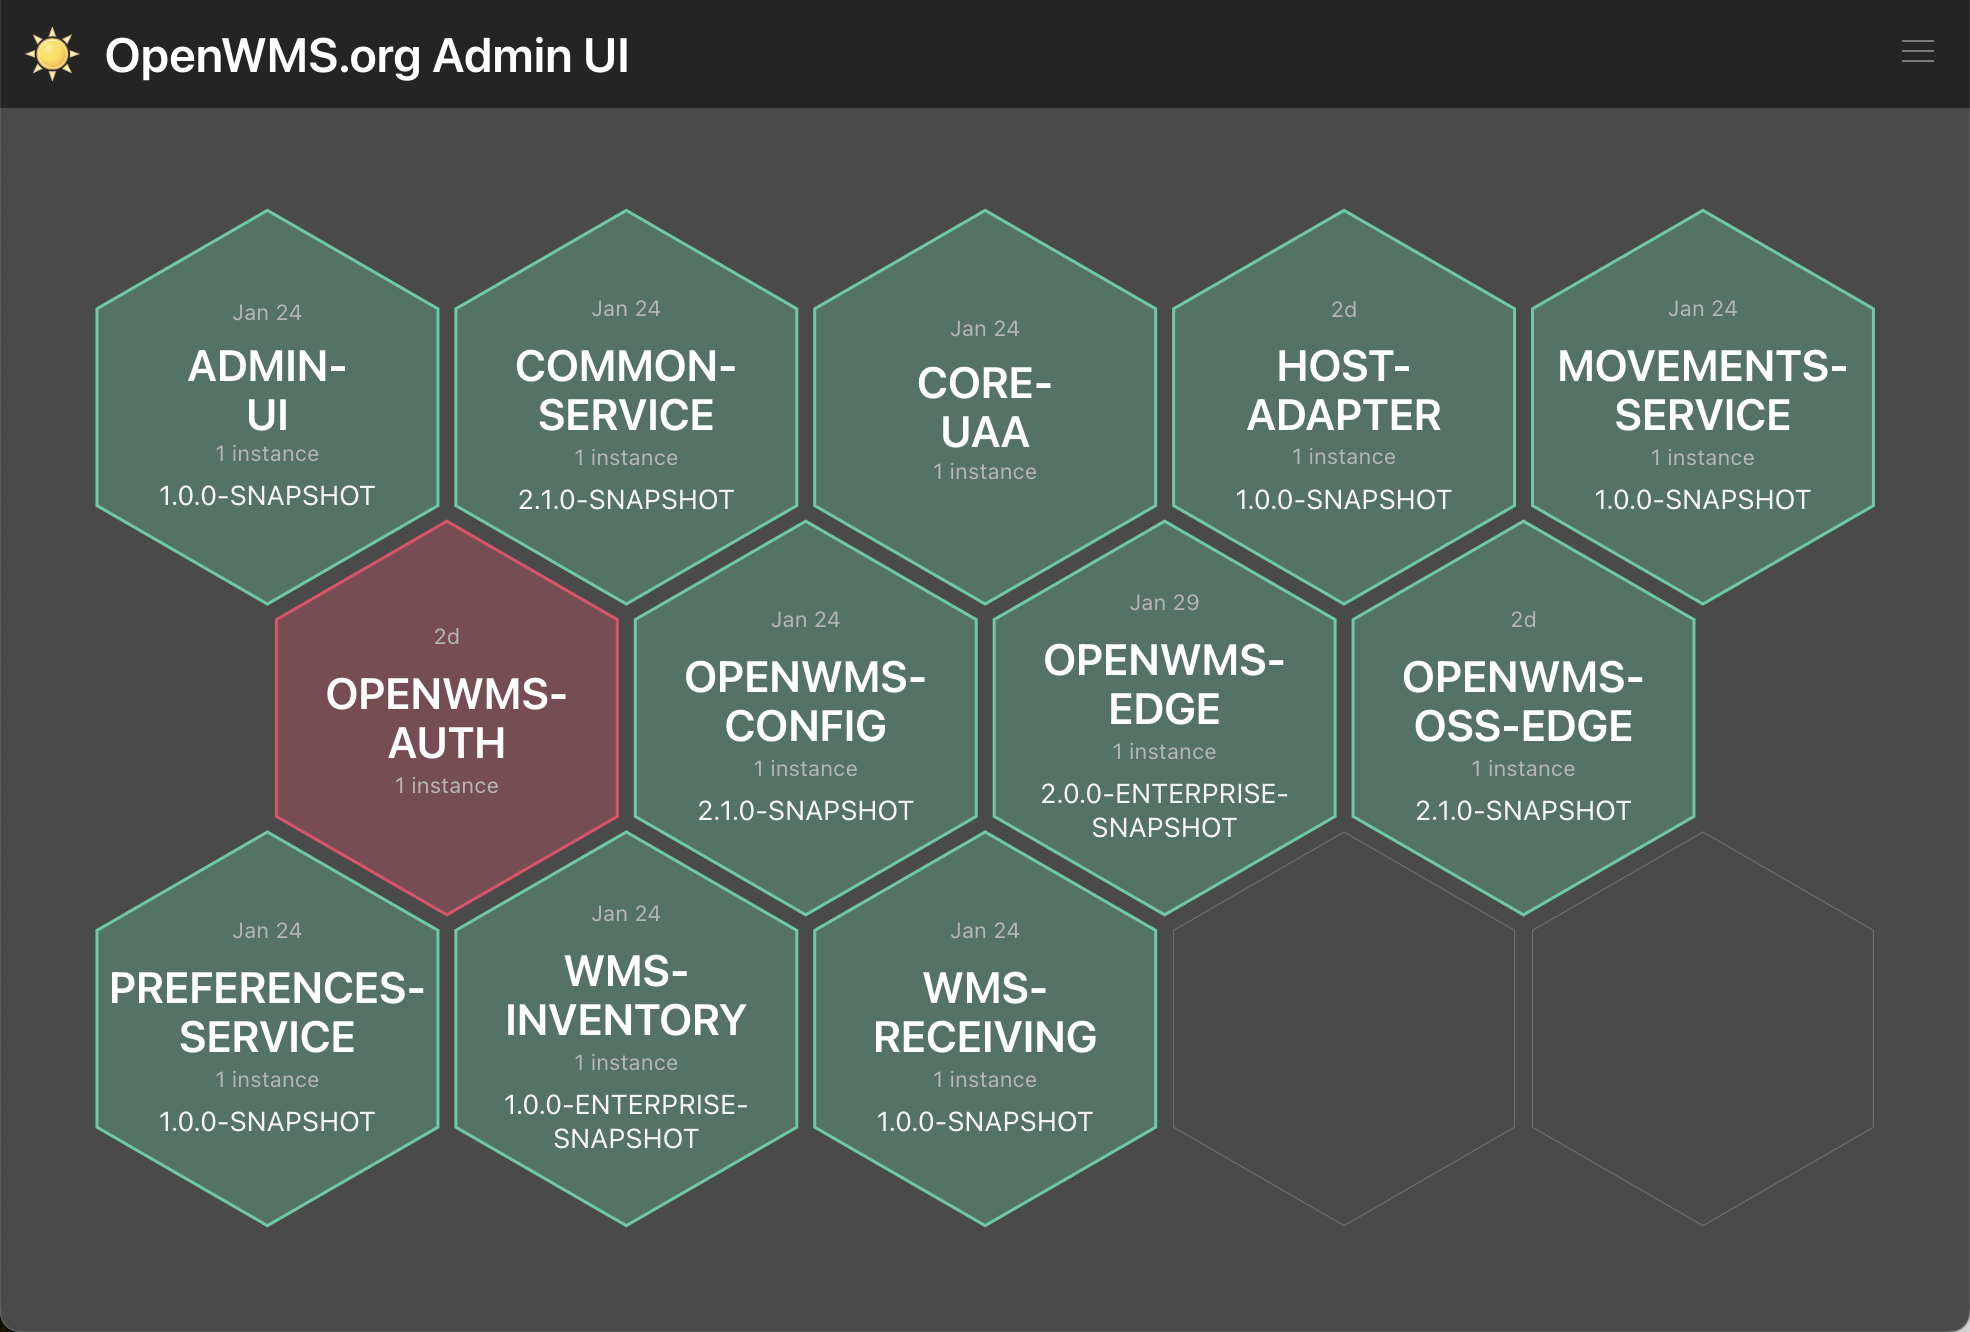 OpenWMS.org Admin UI
Jan 24
ADMIN-
UI
1 instance
1.0.0-SNAPSHOT
Jan 24
COMMON-
SERVICE
1 instance
2.1.0-SNAPSHOT
Jan 24
CORE-
UAA
1 instance
2d
HOST-
ADAPTER
1 instance
1.0.0-SNAPSHOT
Jan 24
MOVEMENTS-
SERVICE
1 instance
1.0.0-SNAPSHOT
2d
OPENWMS-
AUTH
1 instance
Jan 24
OPENWMS-
CONFIG
1 instance
2.1.0-SNAPSHOT
Jan 29
OPENWMS-
EDGE
1 instance
2.0.0-ENTERPRISE-
SNAPSHOT
2d
OPENWMS-
OSS-EDGE
1 instance
2.1.0-SNAPSHOT
Jan 24
PREFERENCES-
SERVICE
1 instance
1.0.0-SNAPSHOT
Jan 24
WMS-
INVENTORY
1 instance
1.0.0-ENTERPRISE-
SNAPSHOT
Jan 24
WMS-
RECEIVING
1 instance
1.0.0-SNAPSHOT